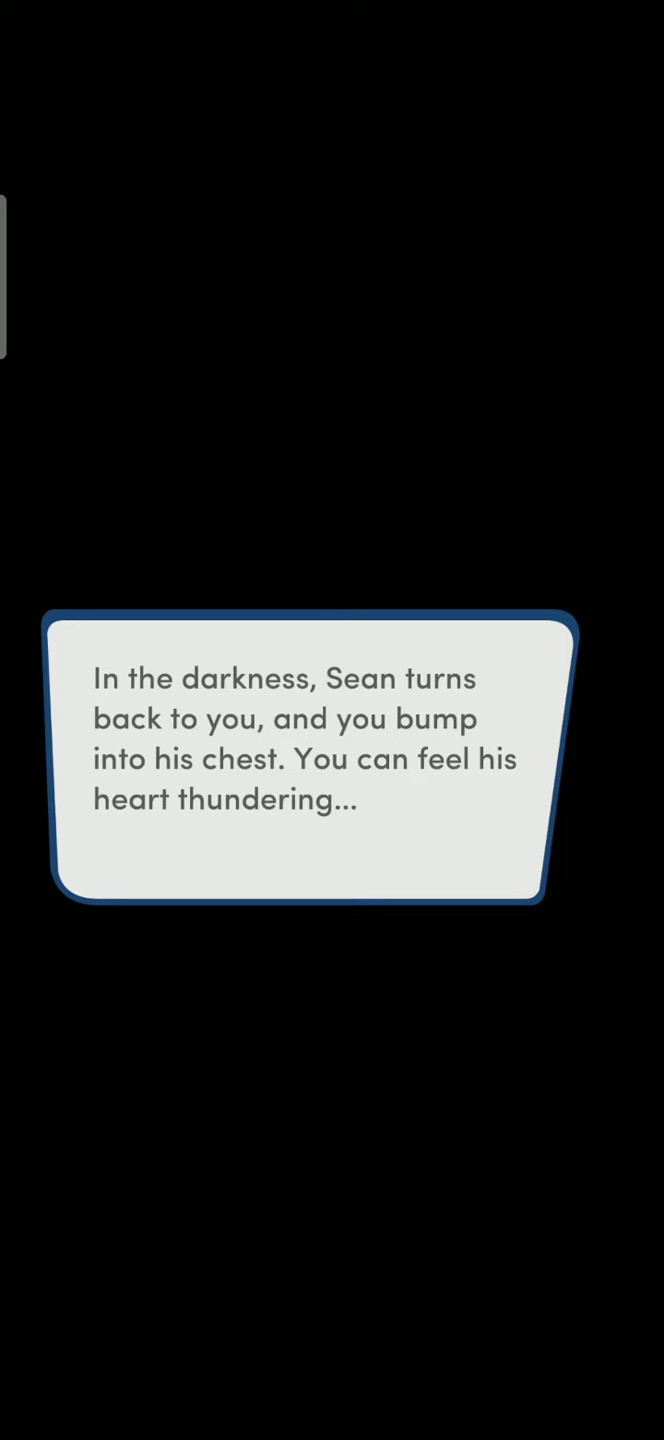 In the darkness, Sean turns
back to you, and you bump
into his chest. You can feel his
heart thundering...